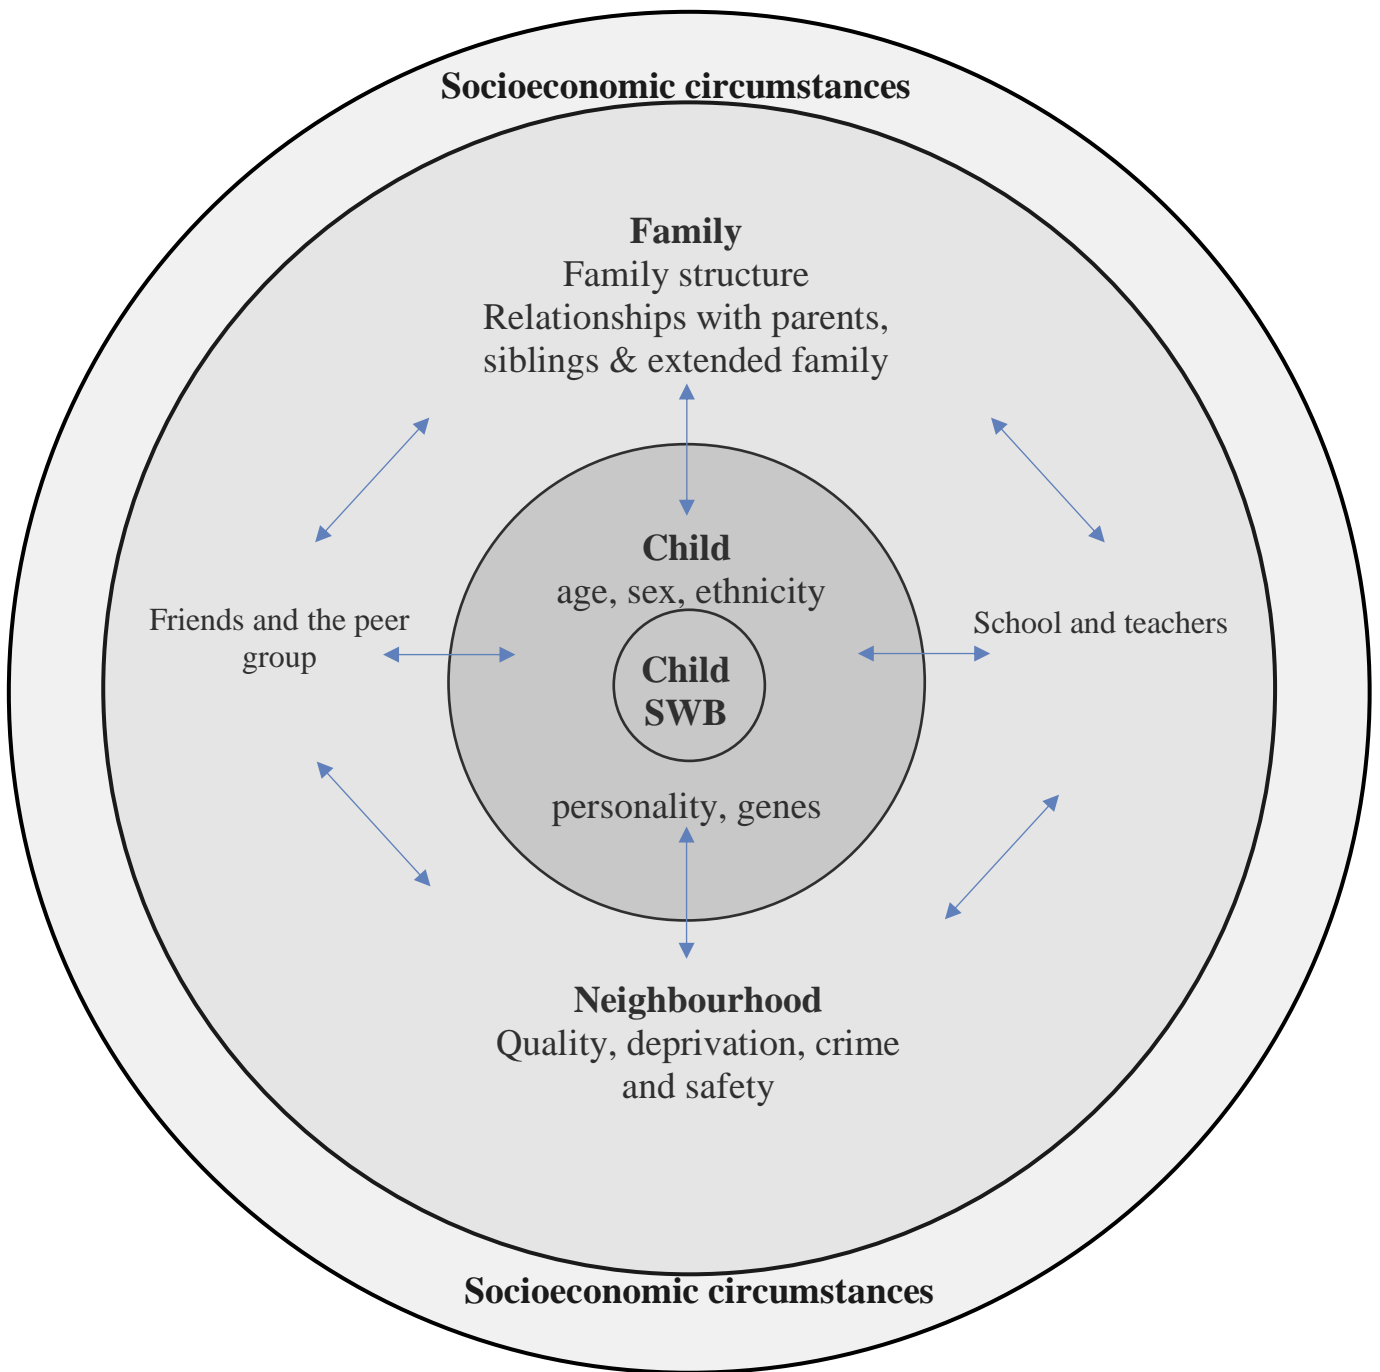 Socioeconomic circumstances
Family
Family structure
Relationships with parents,
siblings & extended family
Child
age, sex, ethnicity
Friends and the peer
group
School and teachers
Child
SWB
personality, genes
Neighbourhood
Quality, deprivation, crime
and safety
Socioeconomic circumstances